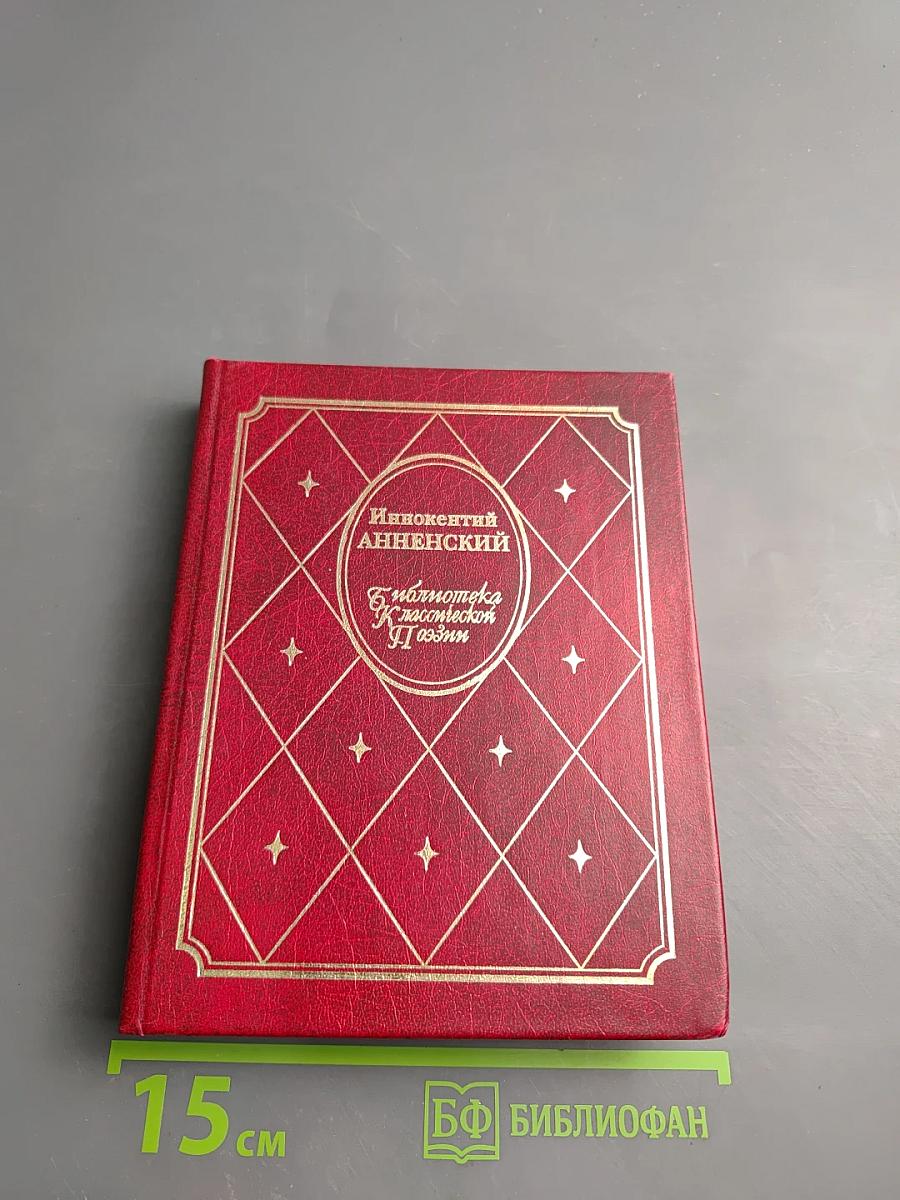 Иннокентий
АННЕНСКИЙ
Библиотека
Классической
Поэзии
15 см
БФ БИБЛИОФАН